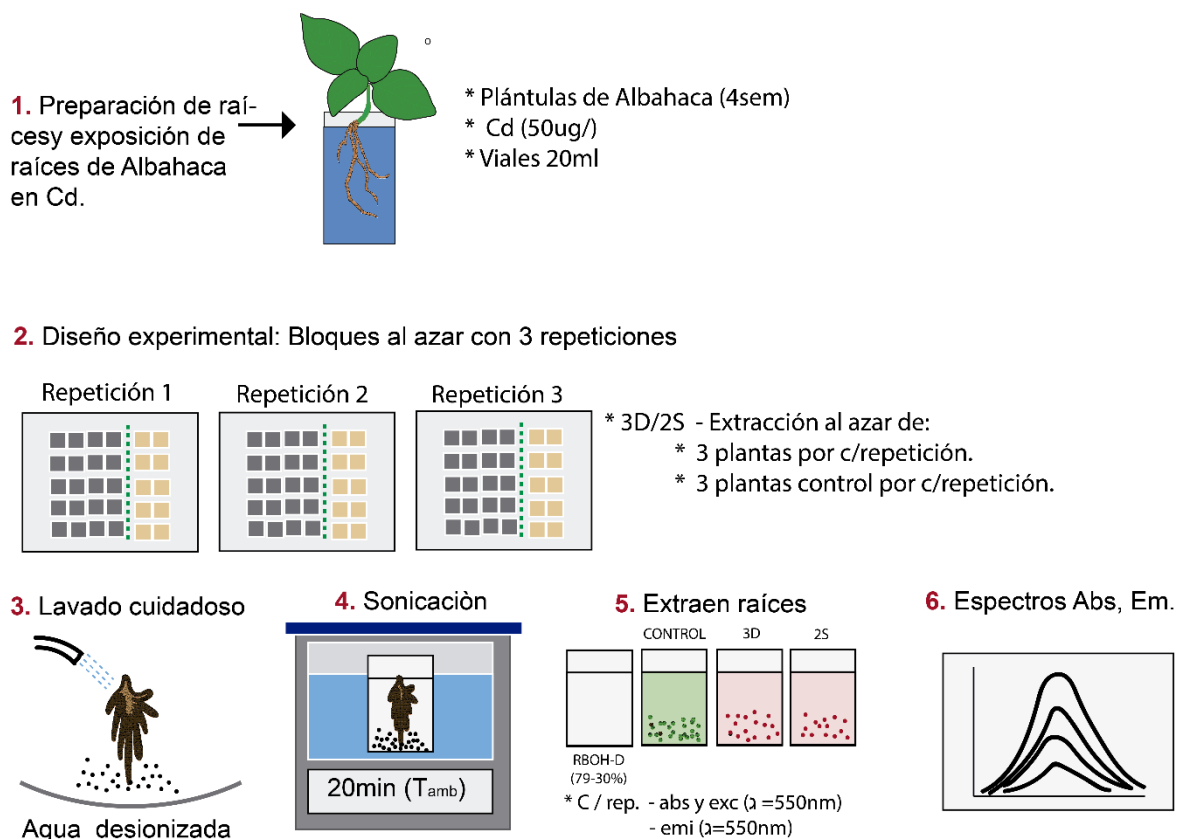 1. Preparación de raí-
cesy exposición de
raíces de Albahaca
en Cd.
* Plántulas de Albahaca (4sem)
* Cd (50ug/)
* Viales 20ml
2. Diseño experimental: Bloques al azar con 3 repeticiones
Repetición 1
Repetición 2
Repetición 3
* 3D/2S - Extracción al azar de:
* 3 plantas por c/repetición.
* 3 plantas control por c/repetición.
3. Lavado cuidadoso
Agua desionizada
4. Sonicaciòn
20min (Tamb)
5. Extraen raíces
CONTROL
3D
2S
RBOH-D
(79-30%)
* C / rep. - abs y exc (λ =550nm)
- emi (λ=550nm)
6. Espectros Abs, Em.